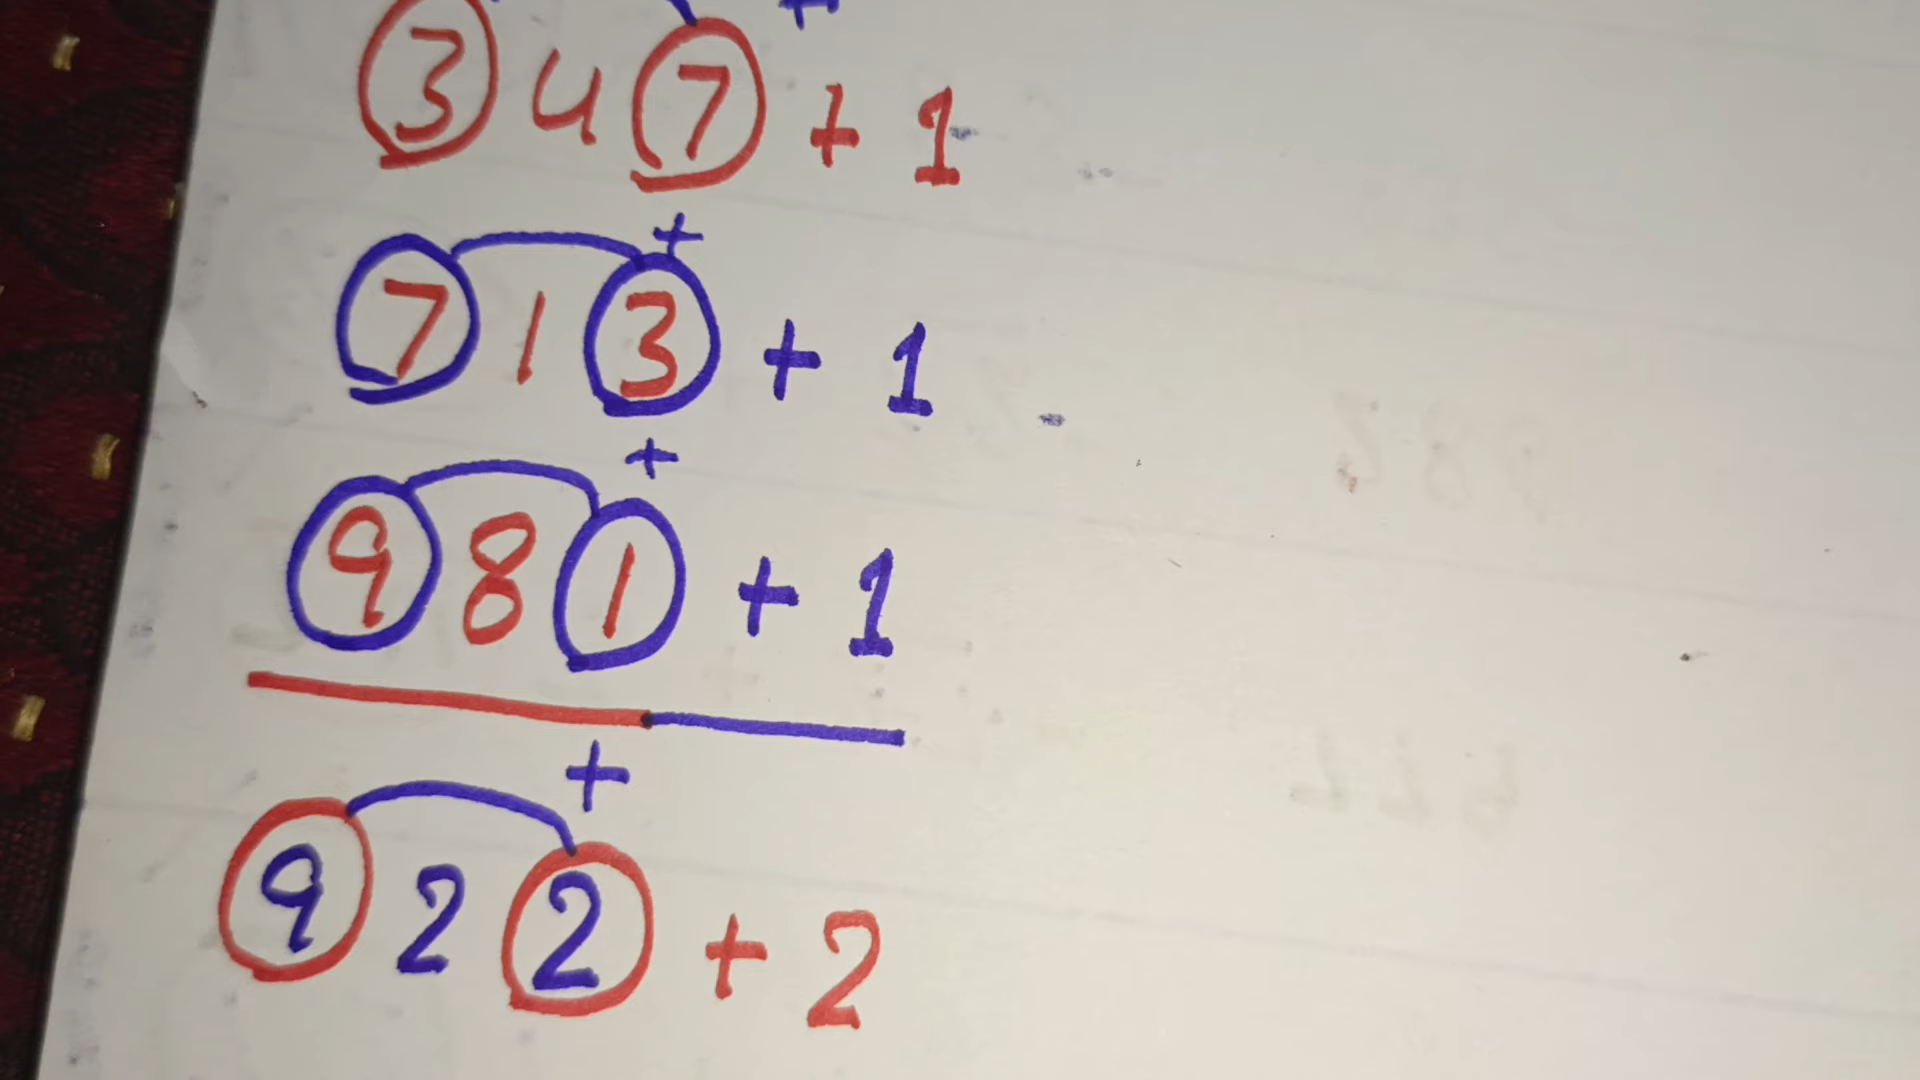 +
347 + 1
+
713 + 1
+
981 + 1
+
922 + 2